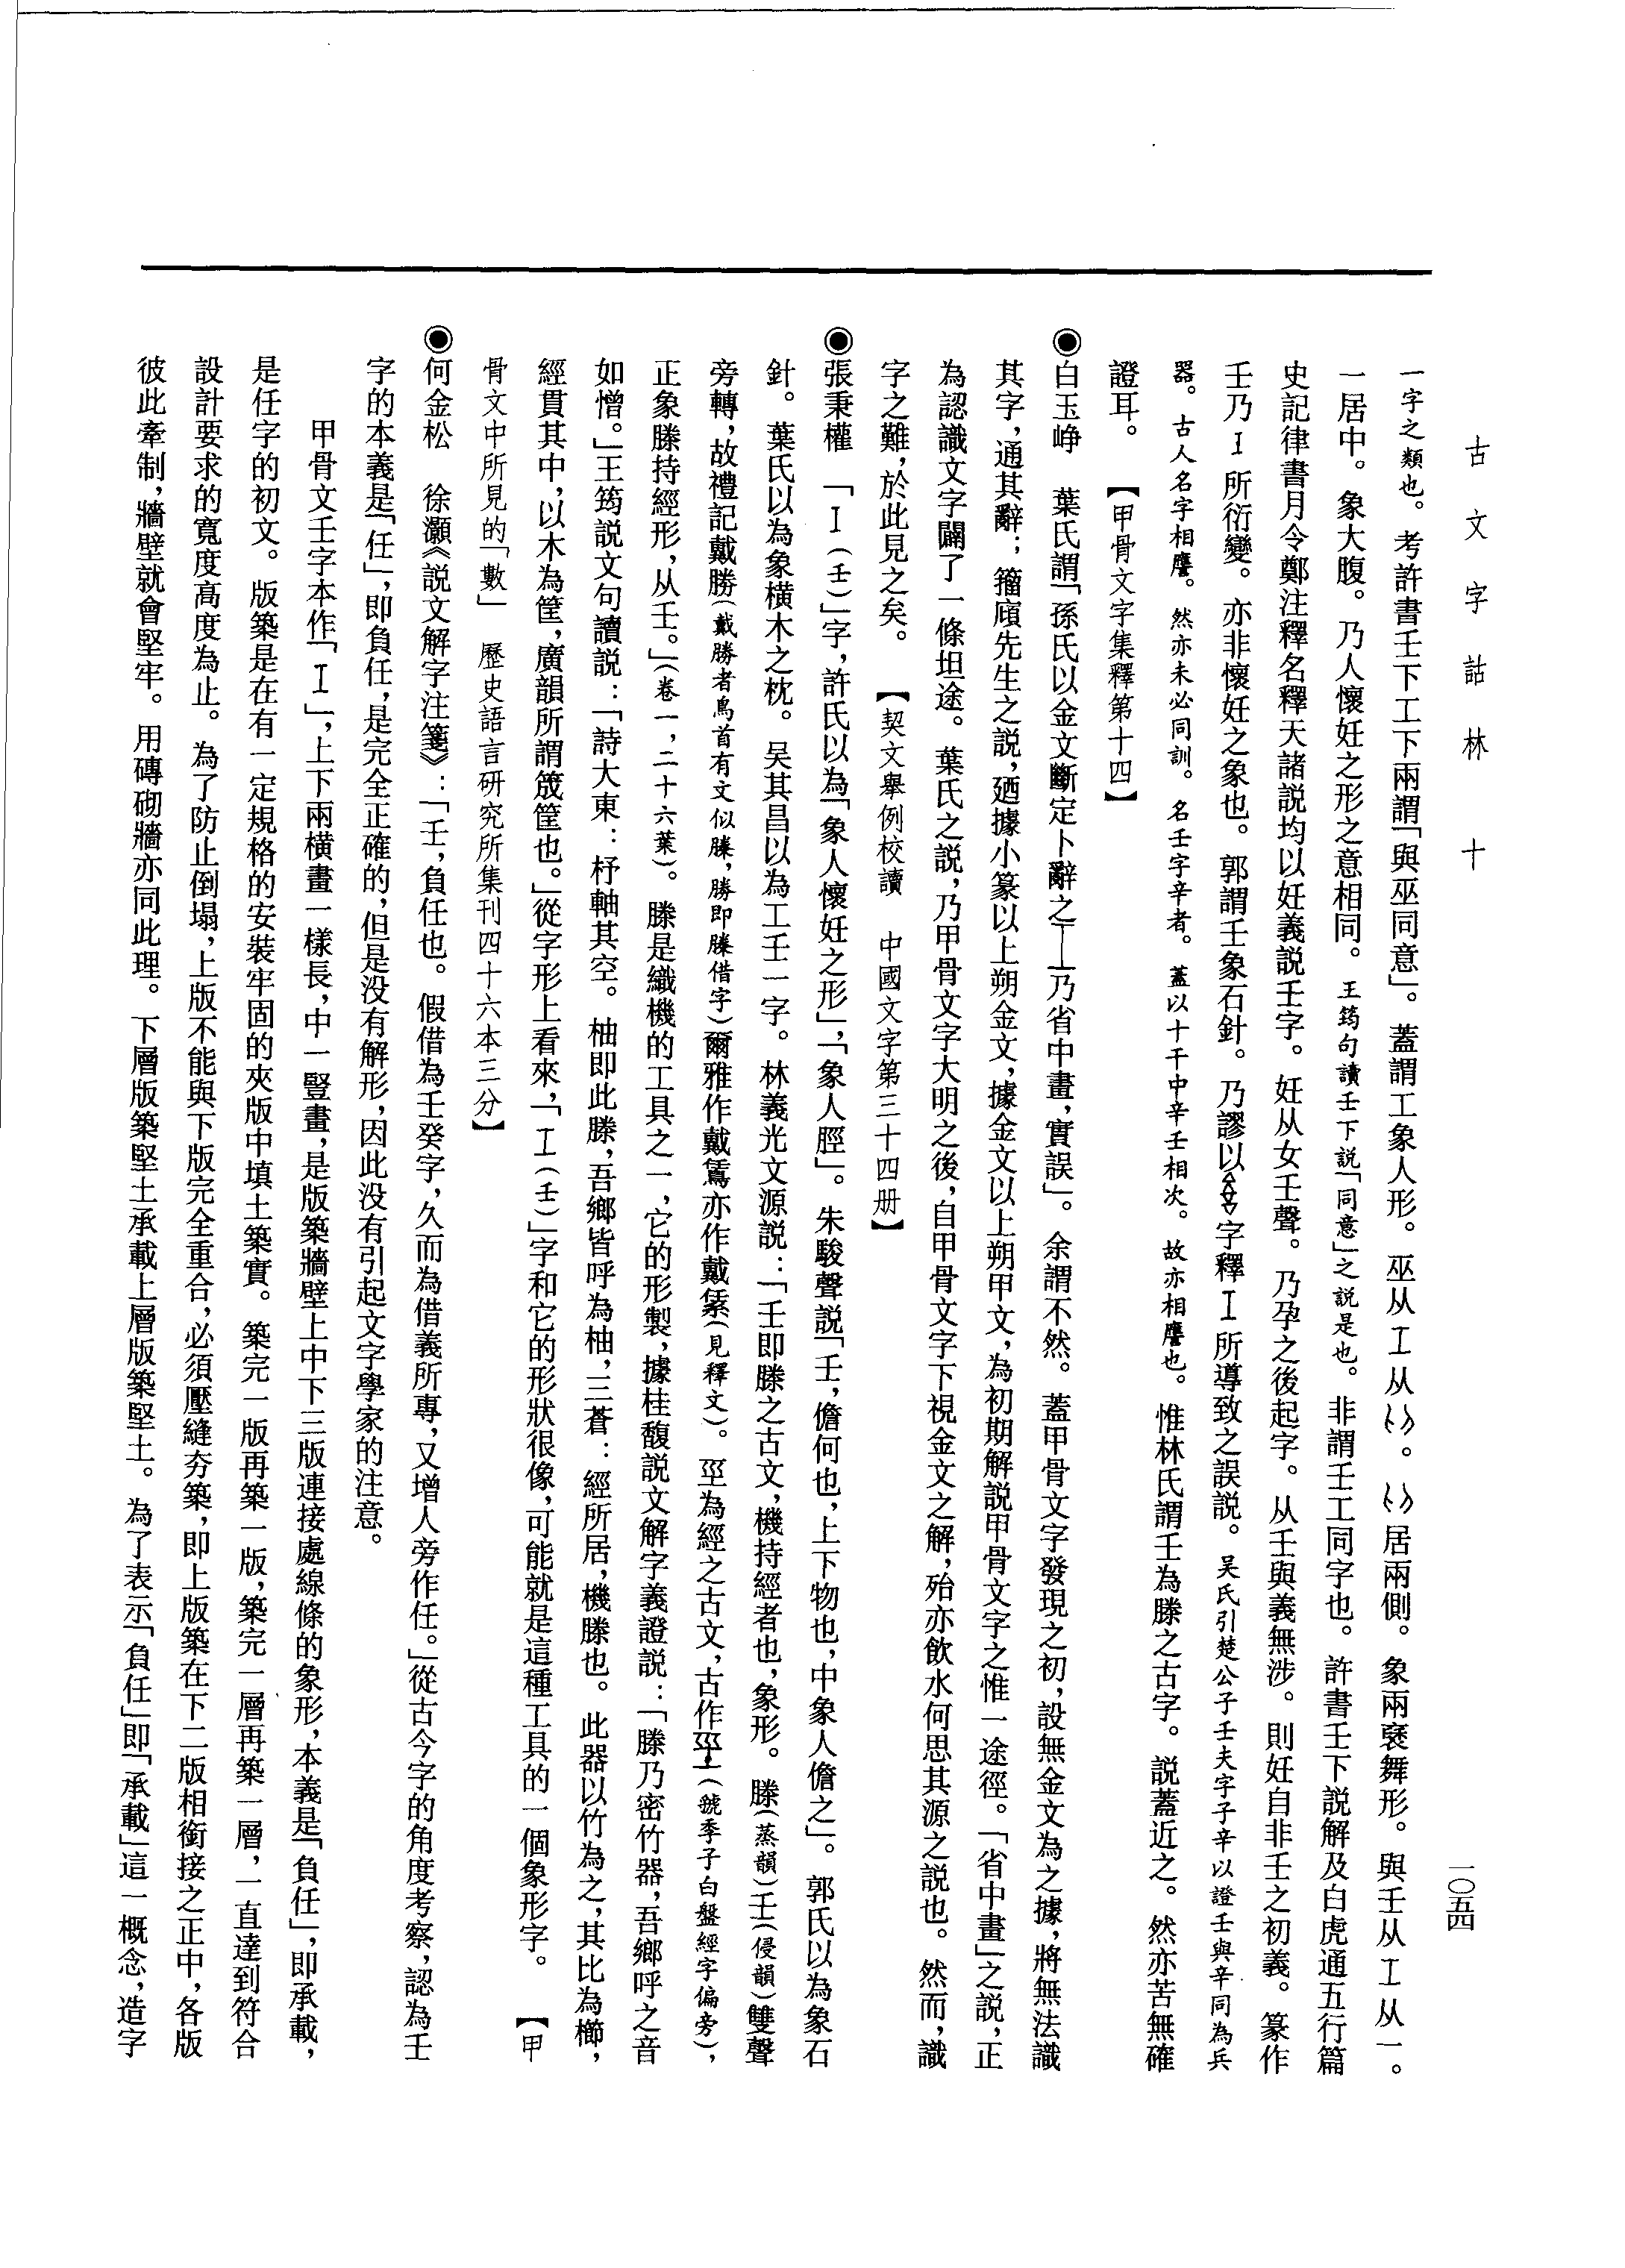 古文字詁林 十
一〇五四
一字之類也。考許書壬下工下兩謂「與巫同意」。蓋謂工象人形。巫从工从。居兩側。象兩褎舞形。與壬从工从一。
一居中。象大腹。乃人懷妊之形之意相同。王筠句讀壬下説「同意」之説是也。非謂壬工同字也。許書壬下説解及白虎通五行篇
史記律書月令鄭注釋名釋天諸説均以妊義説壬字。妊从女壬聲。乃孕之後起字。从壬與義無涉。則妊自非壬之初義。篆作
壬乃工所衍變。亦非懷妊之象也。郭謂壬象石針。乃謬以字釋工所導致之誤説。吴氏引楚公子壬夫字子辛以證壬與辛同為兵
器。古人名字相譍。然亦未必同訓。名壬字辛者。蓋以十干中辛壬相次。故亦相譍也。惟林氏謂壬為滕之古字。説蓋近之。然亦苦無確
證耳。【甲骨文字集釋第十四】
◉白玉崢 葉氏謂「孫氏以金文斷定卜辭之工乃省中畫，實誤」。余謂不然。蓋甲骨文字發現之初，設無金文為之據，將無法識
其字，通其辭；籀廎先生之説，廼據小篆以上朔金文，據金文以上朔甲文，為初期解説甲骨文字之惟一途徑。「省中畫」之説，正
為認識文字闢了一條坦途。葉氏之説，乃甲骨文字大明之後，自甲骨文字下視金文之解，殆亦飲水何思其源之説也。然而，識
字之難，於此見之矣。【契文舉例校讀 中國文字第三十四册】
◉張秉權 「工（壬）」字，許氏以為「象人懷妊之形」，「象人脛」。朱駿聲説「壬，儋何也，上下物也，中象人儋之」。郭氏以為象石
針。葉氏以為象横木之枕。吴其昌以為工壬一字。林義光文源説：「壬即滕之古文，機持經者也，象形。滕（蒸韻）壬（侵韻）雙聲
旁轉，故禮記戴勝（戴勝者鳥首有文似滕，勝即滕借字）爾雅作戴鵀亦作戴紝（見釋文）。巠為經之古文，古作（虢季子白盤經字偏旁），
正象滕持經形，从壬。」（卷一，二十六葉）。滕是織機的工具之一，它的形製，據桂馥説文解字義證説：「滕乃密竹器，吾鄉呼之音
如憎。」王筠説文句讀説：「詩大東：杼軸其空。柚即此滕，吾鄉皆呼為柚，三蒼：經所居，機滕也。此器以竹為之，其比為櫛，
經貫其中，以木為筐，廣韻所謂筬筐也。」從字形上看來，「工（壬）」字和它的形狀很像，可能就是這種工具的一個象形字。【甲
骨文中所見的「數」 歷史語言研究所集刊四十六本三分】
◉何金松 徐灝《説文解字注箋》：「壬，負任也。假借為壬癸字，久而為借義所專，又增人旁作任。」從古今字的角度考察，認為壬
字的本義是「任」，即負任，是完全正確的，但是没有解形，因此没有引起文字學家的注意。
甲骨文壬字本作「工」，上下兩横畫一樣長，中一豎畫，是版築牆壁上中下三版連接處線條的象形，本義是「負任」，即承載，
是任字的初文。版築是在有一定規格的安裝牢固的夾版中填土築實。築完一版再築一版，築完一層再築一層，一直達到符合
設計要求的寬度高度為止。為了防止倒塌，上版不能與下版完全重合，必須壓縫夯築，即上版築在下二版相銜接之正中，各版
彼此牽制，牆壁就會堅牢。用磚砌牆亦同此理。下層版築堅土承載上層版築堅土。為了表示「負任」即「承載」這一概念，造字